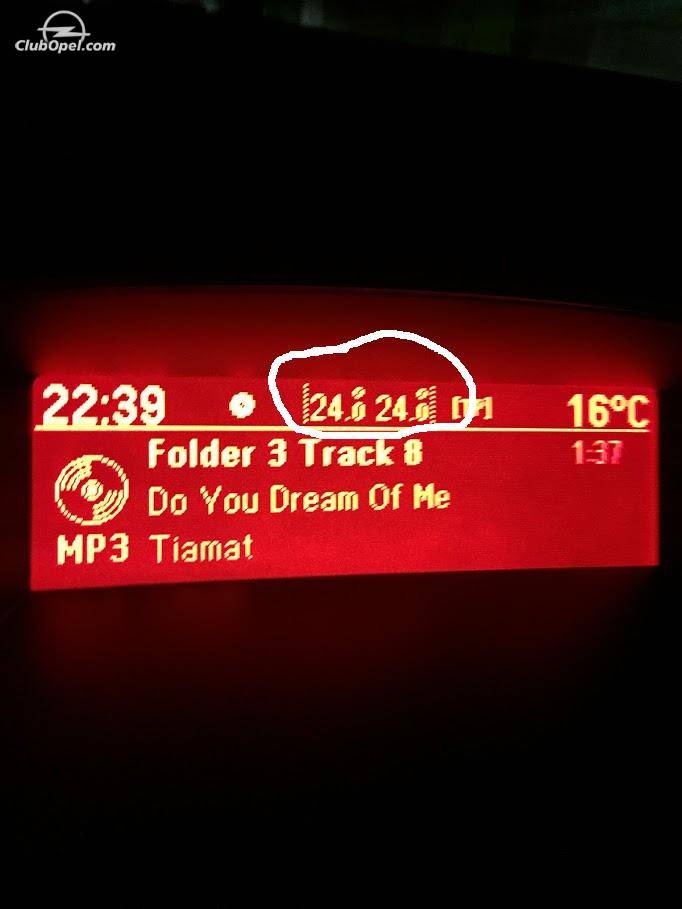 ClubOpel.com
22:39 24.0 24.0 [TP] 16°C
Folder 3 Track 8 1:37
Do You Dream Of Me
MP3 Tiamat